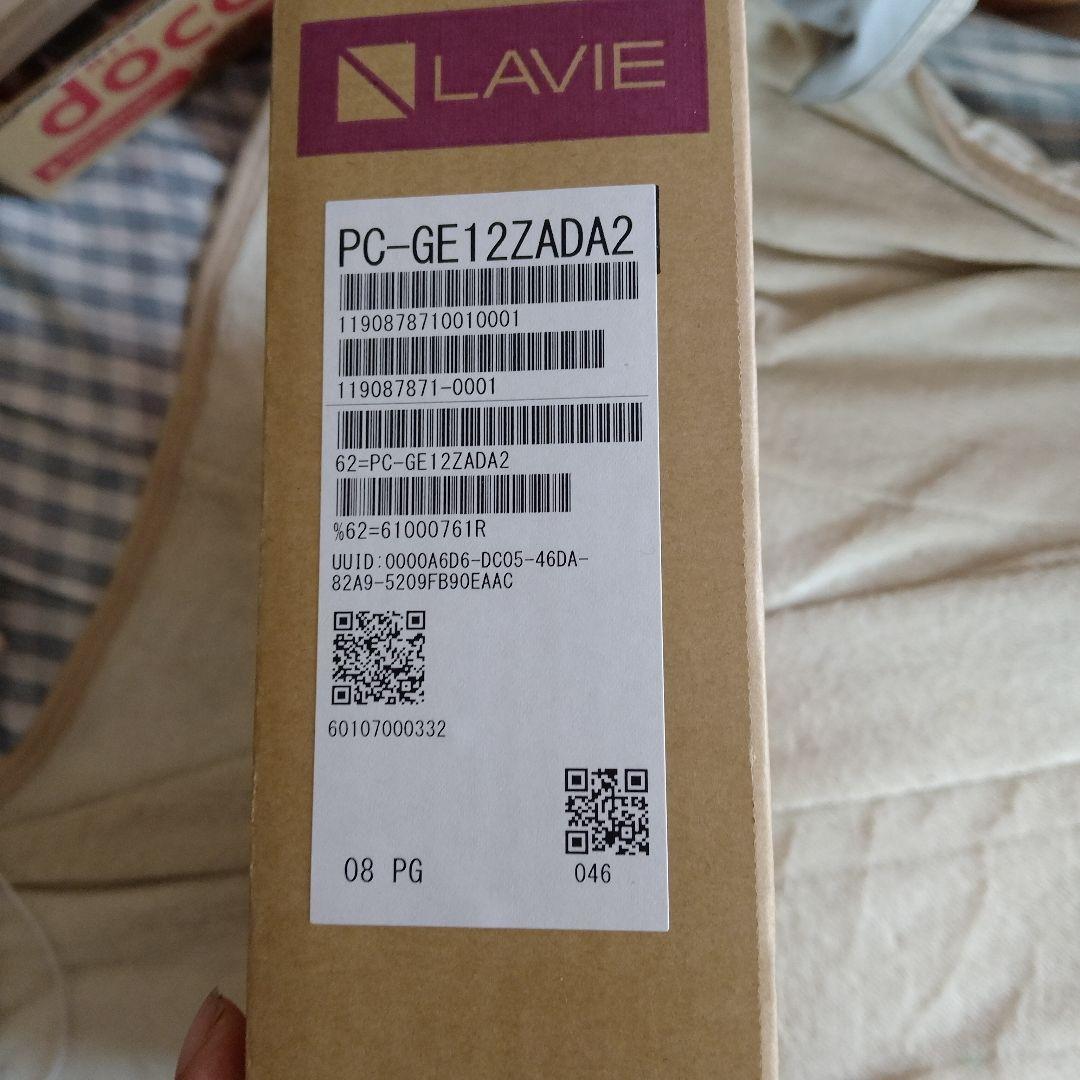 doco
LAVIE
PC-GE12ZADA2
1190878710010001
119087871-0001
62=PC-GE12ZADA2
%62=61000761R
UUID:0000A6D6-DC05-46DA-
82A9-5209FB90EAAC
60107000332
046
08 PG